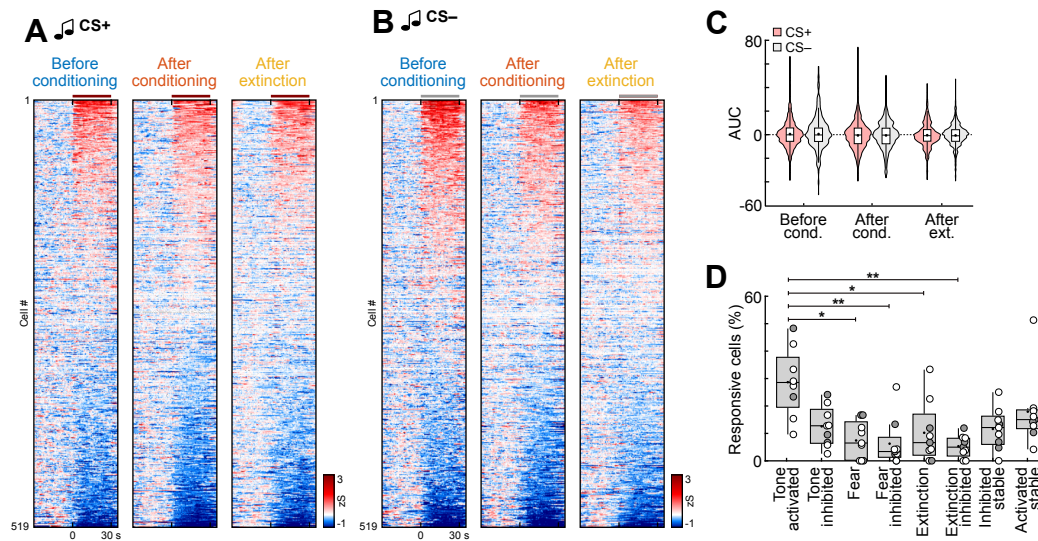 A CS+
Before conditioning
After conditioning
After extinction
1
Cell #
519
0 30 s
3
zS
-1
B CS–
Before conditioning
After conditioning
After extinction
1
Cell #
519
0 30 s
3
zS
-1
C
CS+
CS–
80
0
-60
AUC
Before cond.
After cond.
After ext.
D
**
*
**
*
60
0
Responsive cells (%)
Tone activated
Tone inhibited
Fear
Fear inhibited
Extinction
Extinction inhibited
Inhibited stable
Activated stable